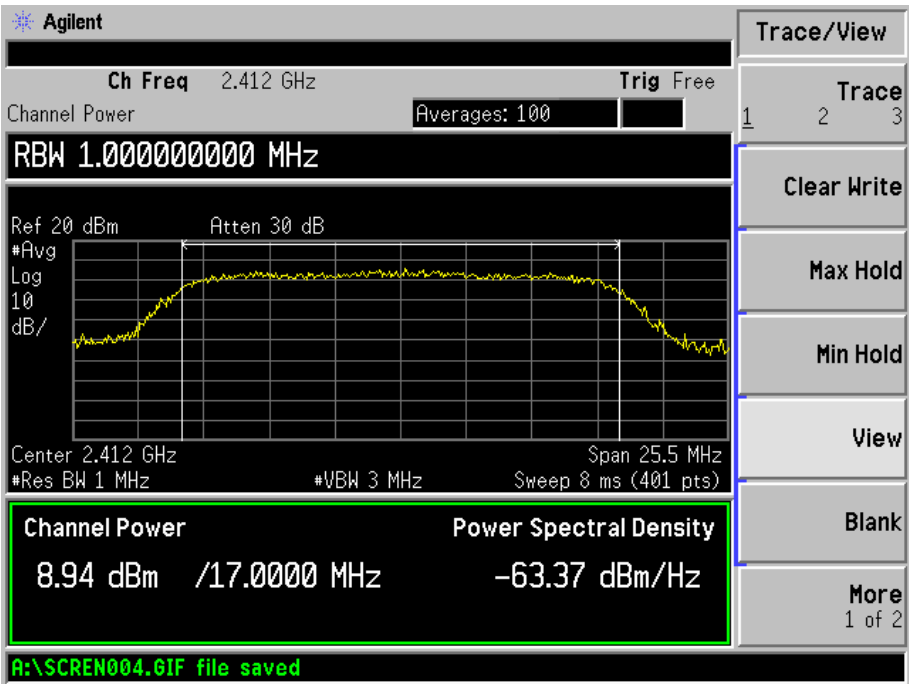 Agilent
Ch Freq 2.412 GHz Trig Free
Channel Power Averages: 100
RBW 1.000000000 MHz
Ref 20 dBm Atten 30 dB
#Avg
Log
10
dB/
Center 2.412 GHz Span 25.5 MHz
#Res BW 1 MHz #VBW 3 MHz Sweep 8 ms (401 pts)
Channel Power Power Spectral Density
8.94 dBm /17.0000 MHz -63.37 dBm/Hz
A:\SCREN004.GIF file saved
Trace/View
Trace
1 2 3
Clear Write
Max Hold
Min Hold
View
Blank
More
1 of 2